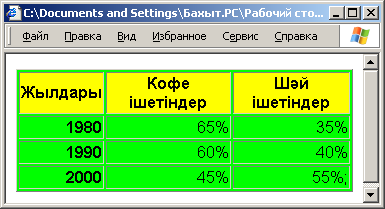 C:\Documents and Settings\Бахыт.PC\Рабочий сто...
Файл Правка Вид Избранное Сервис Справка
Жылдары Кофе ішетіндер Шәй ішетіндер
1980 65% 35%
1990 60% 40%
2000 45% 55%;